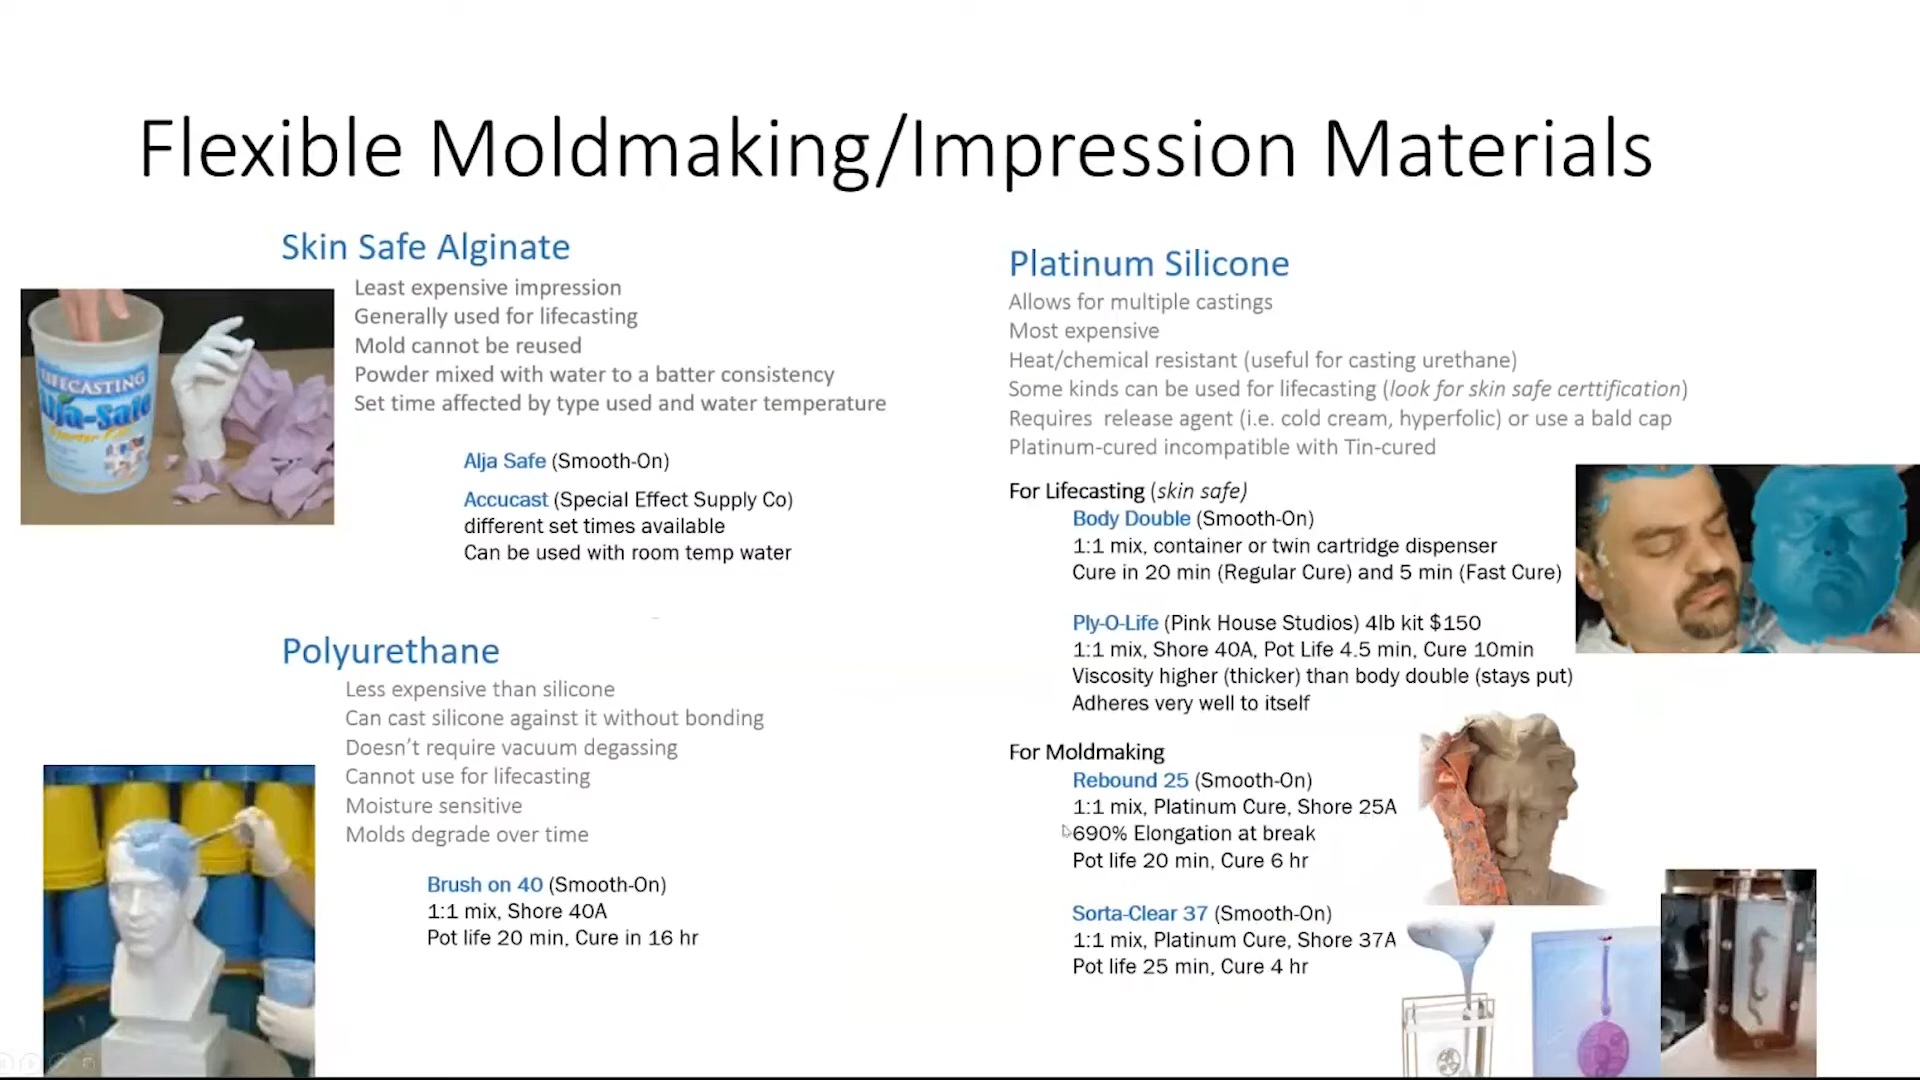 Flexible Moldmaking/Impression Materials
Skin Safe Alginate
Least expensive impression
Generally used for lifecasting
Mold cannot be reused
Powder mixed with water to a batter consistency
Set time affected by type used and water temperature
Alja Safe (Smooth-On)
Accucast (Special Effect Supply Co)
different set times available
Can be used with room temp water
LIFECASTING
Alja-Safe
Polyurethane
Less expensive than silicone
Can cast silicone against it without bonding
Doesn't require vacuum degassing
Cannot use for lifecasting
Moisture sensitive
Molds degrade over time
Brush on 40 (Smooth-On)
1:1 mix, Shore 40A
Pot life 20 min, Cure in 16 hr
Platinum Silicone
Allows for multiple castings
Most expensive
Heat/chemical resistant (useful for casting urethane)
Some kinds can be used for lifecasting (look for skin safe certtification)
Requires release agent (i.e. cold cream, hyperfolic) or use a bald cap
Platinum-cured incompatible with Tin-cured
For Lifecasting (skin safe)
Body Double (Smooth-On)
1:1 mix, container or twin cartridge dispenser
Cure in 20 min (Regular Cure) and 5 min (Fast Cure)
Ply-O-Life (Pink House Studios) 4lb kit $150
1:1 mix, Shore 40A, Pot Life 4.5 min, Cure 10min
Viscosity higher (thicker) than body double (stays put)
Adheres very well to itself
For Moldmaking
Rebound 25 (Smooth-On)
1:1 mix, Platinum Cure, Shore 25A
690% Elongation at break
Pot life 20 min, Cure 6 hr
Sorta-Clear 37 (Smooth-On)
1:1 mix, Platinum Cure, Shore 37A
Pot life 25 min, Cure 4 hr